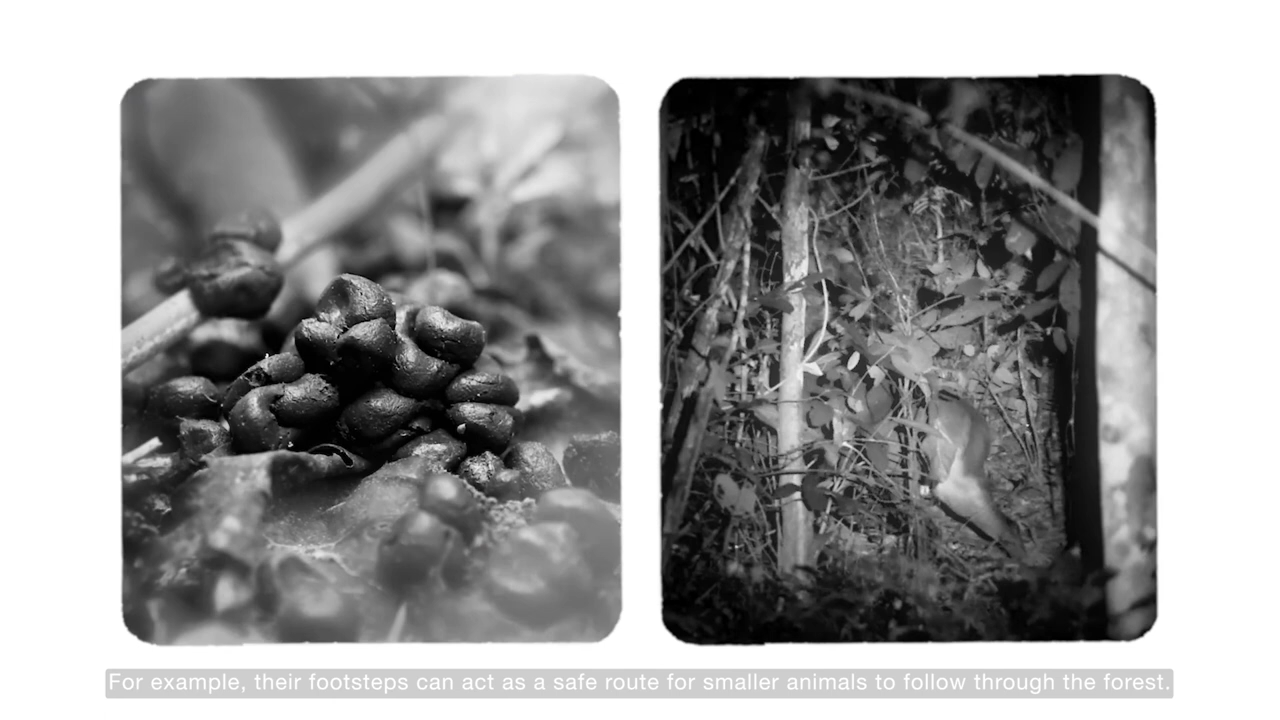 For example, their footsteps can act as a safe route for smaller animals to follow through the forest.